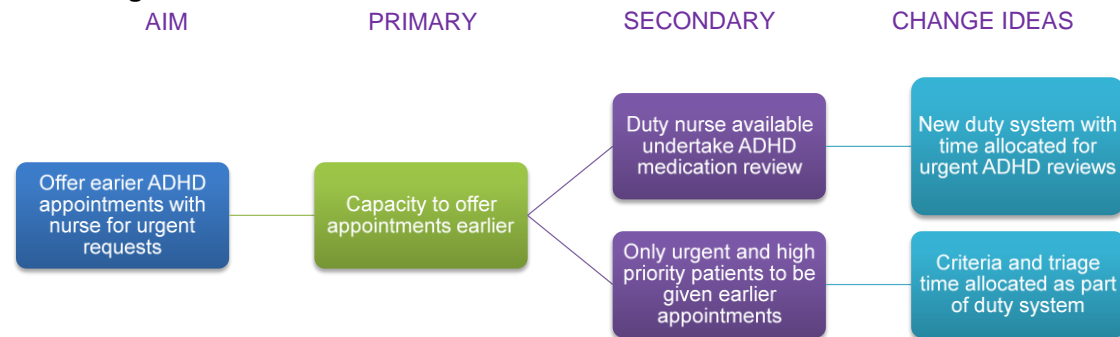 AIM
PRIMARY
SECONDARY
CHANGE IDEAS
Offer earier ADHD
appointments with
nurse for urgent
requests
Capacity to offer
appointments earlier
Duty nurse available
undertake ADHD
medication review
Only urgent and high
priority patients to be
given earlier
appointments
New duty system with
time allocated for
urgent ADHD reviews
Criteria and triage
time allocated as part
of duty system